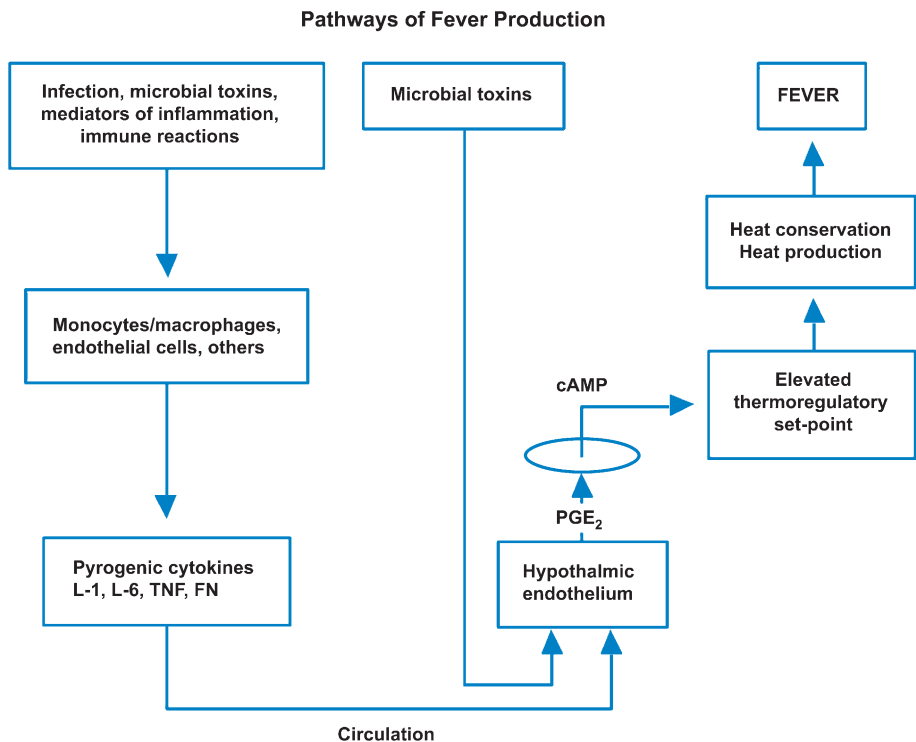 Pathways of Fever Production
Infection, microbial toxins,
mediators of inflammation,
immune reactions
Microbial toxins
FEVER
Heat conservation
Heat production
Monocytes/macrophages,
endothelial cells, others
cAMP
Elevated
thermoregulatory
set-point
PGE₂
Pyrogenic cytokines
L-1, L-6, TNF, FN
Hypothalmic
endothelium
Circulation